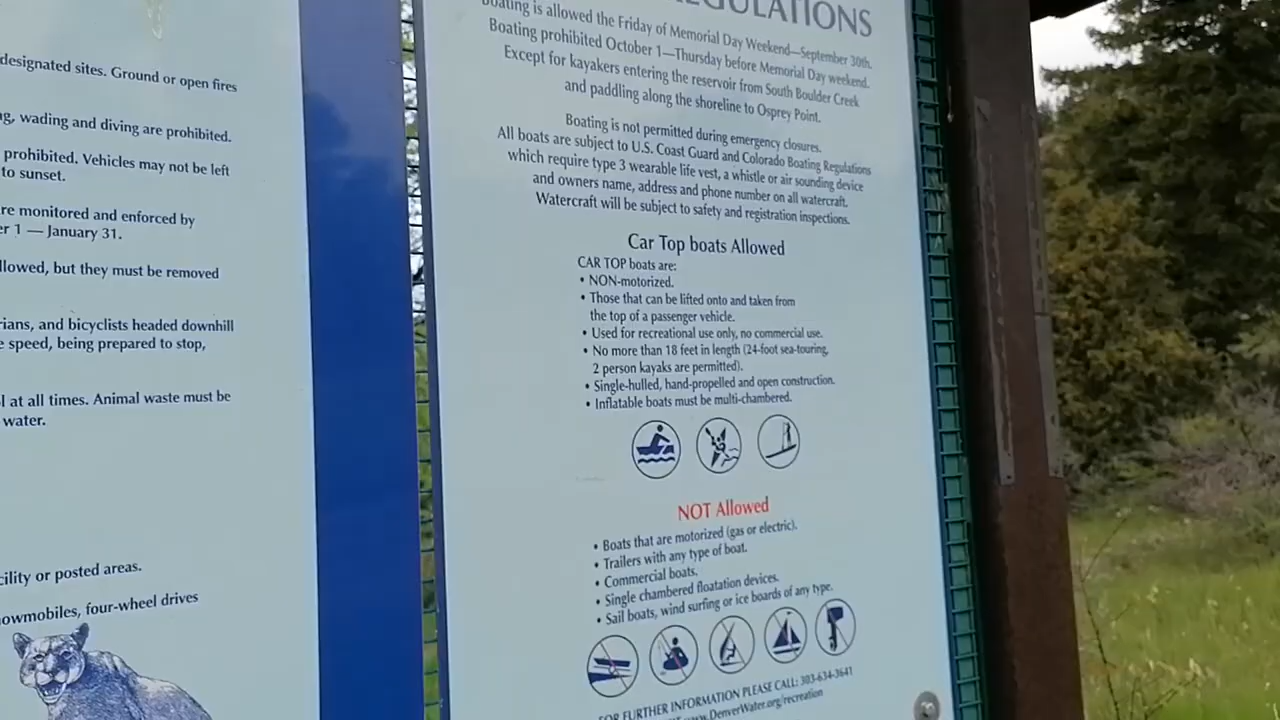 designated sites. Ground or open fires
wading and diving are prohibited.
prohibited. Vehicles may not be left
to sunset.
re monitored and enforced by
er 1 — January 31.
llowed, but they must be removed
rians, and bicyclists headed downhill
e speed, being prepared to stop,
l at all times. Animal waste must be
water.
cility or posted areas.
owmobiles, four-wheel drives
REGULATIONS
Boating is allowed the Friday of Memorial Day Weekend—September 30th.
Boating prohibited October 1—Thursday before Memorial Day weekend.
Except for kayakers entering the reservoir from South Boulder Creek
and paddling along the shoreline to Osprey Point.
Boating is not permitted during emergency closures.
All boats are subject to U.S. Coast Guard and Colorado Boating Regulations
which require type 3 wearable life vest, a whistle or air sounding device
and owners name, address and phone number on all watercraft.
Watercraft will be subject to safety and registration inspections.
Car Top boats Allowed
CAR TOP boats are:
• NON-motorized.
• Those that can be lifted onto and taken from
the top of a passenger vehicle.
• Used for recreational use only, no commercial use.
• No more than 18 feet in length (24-foot sea-touring,
2 person kayaks are permitted).
• Single-hulled, hand-propelled and open construction.
• Inflatable boats must be multi-chambered.
NOT Allowed
• Boats that are motorized (gas or electric).
• Trailers with any type of boat.
• Commercial boats.
• Single chambered floatation devices.
• Sail boats, wind surfing or ice boards of any type.
FOR FURTHER INFORMATION PLEASE CALL: 303-634-3641
www.DenverWater.org/recreation